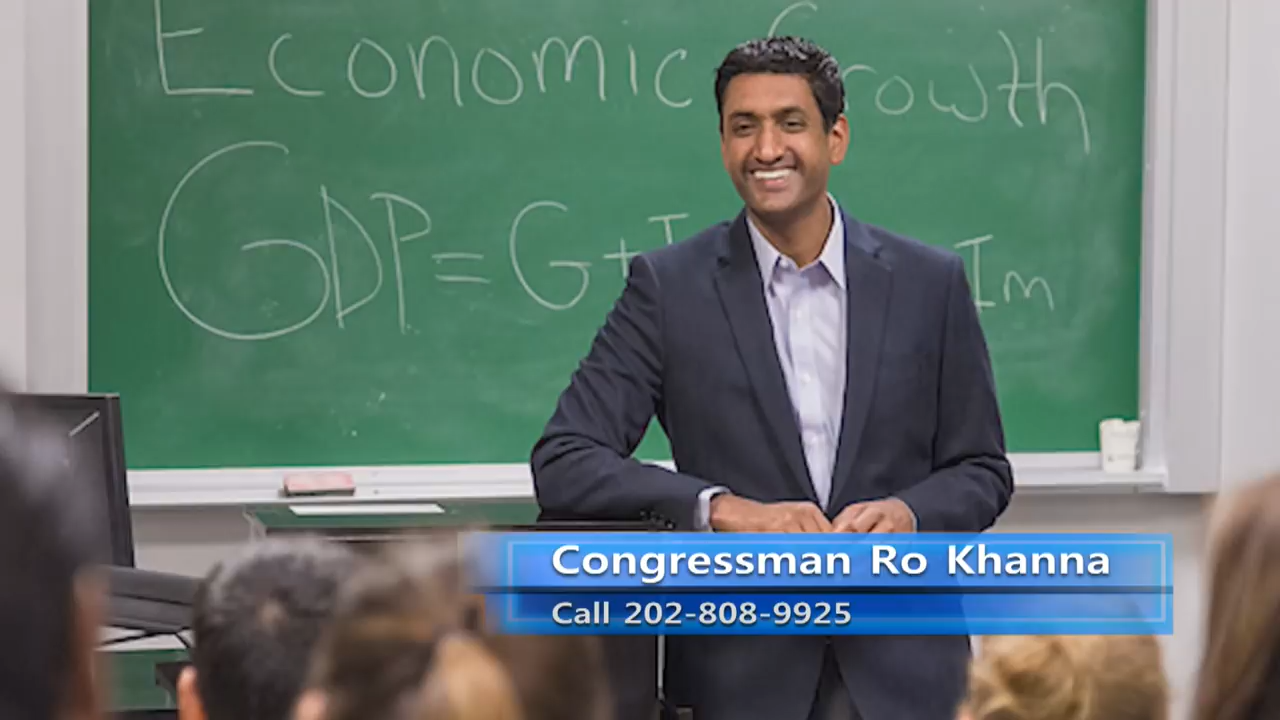 Economic Growth
GDP = G + I Im
Congressman Ro Khanna
Call 202-808-9925